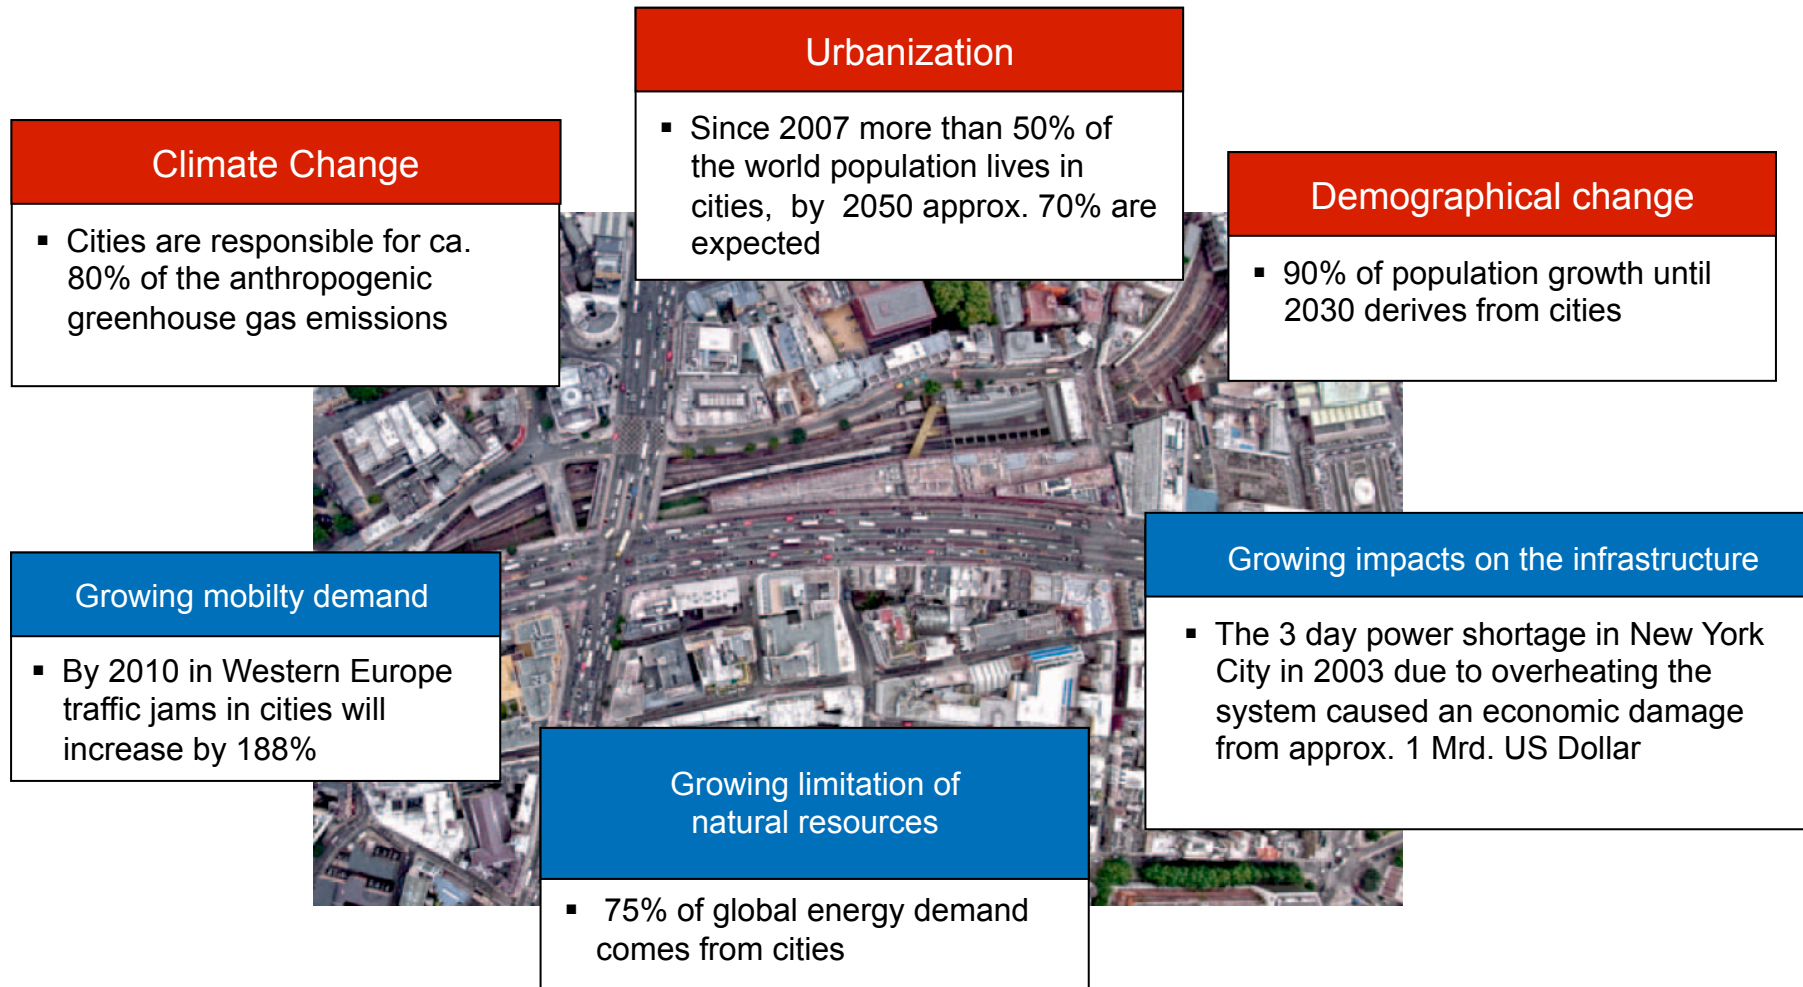 Urbanization
▪ Since 2007 more than 50% of
the world population lives in
cities,  by  2050 approx. 70% are
expected
Climate Change
▪ Cities are responsible for ca.
80% of the anthropogenic
greenhouse gas emissions
Demographical change
▪ 90% of population growth until
2030 derives from cities
Growing mobilty demand
▪ By 2010 in Western Europe
traffic jams in cities will
increase by 188%
Growing impacts on the infrastructure
▪ The 3 day power shortage in New York
City in 2003 due to overheating the
system caused an economic damage
from approx. 1 Mrd. US Dollar
Growing limitation of
natural resources
▪ 75% of global energy demand
comes from cities